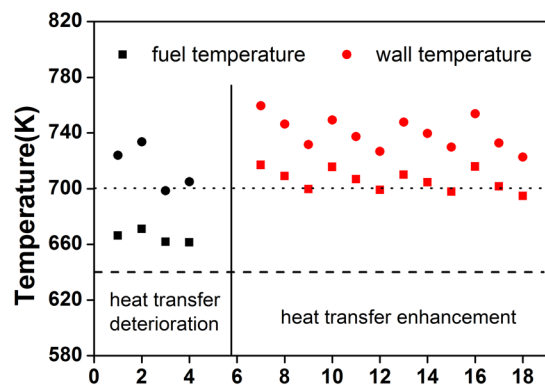 820
780
740
700
660
620
580
Temperature(K)
fuel temperature
wall temperature
heat transfer
deterioration
heat transfer enhancement
0 2 4 6 8 10 12 14 16 18